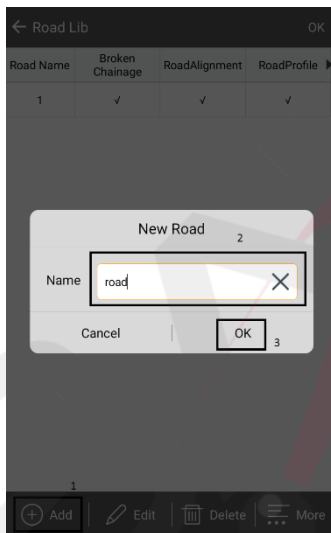 Road Lib OK
Road Name Broken Chainage RoadAlignment RoadProfile
1 √ √ √
New Road
2
Name road
Cancel OK
3
1
Add Edit Delete More